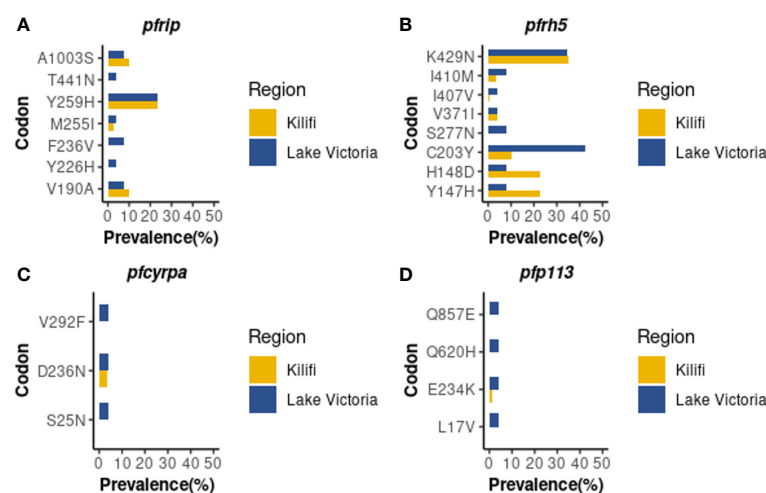 A
pfrip
Codon
A1003S
T441N
Y259H
M255I
F236V
Y226H
V190A
0 10 20 30 40 50
Prevalence(%)
Region
Kilifi
Lake Victoria
B
pfrh5
Codon
K429N
I410M
I407V
V371I
S277N
C203Y
H148D
Y147H
0 10 20 30 40 50
Prevalence(%)
Region
Kilifi
Lake Victoria
C
pfcyrpa
Codon
V292F
D236N
S25N
0 10 20 30 40 50
Prevalence(%)
Region
Kilifi
Lake Victoria
D
pfp113
Codon
Q857E
Q620H
E234K
L17V
0 10 20 30 40 50
Prevalence(%)
Region
Kilifi
Lake Victoria